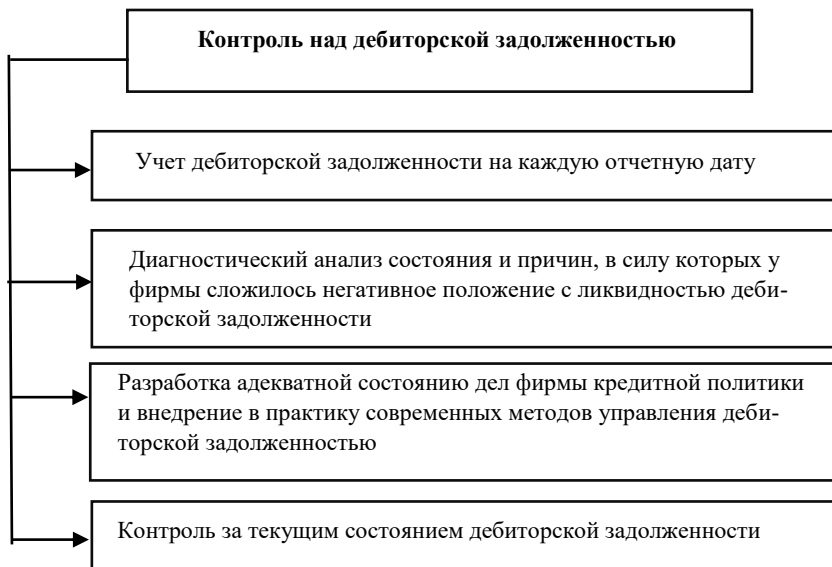 Контроль над дебиторской задолженностью
Учет дебиторской задолженности на каждую отчетную дату
Диагностический анализ состояния и причин, в силу которых у
фирмы сложилось негативное положение с ликвидностью деби-
торской задолженности
Разработка адекватной состоянию дел фирмы кредитной политики
и внедрение в практику современных методов управления деби-
торской задолженностью
Контроль за текущим состоянием дебиторской задолженности